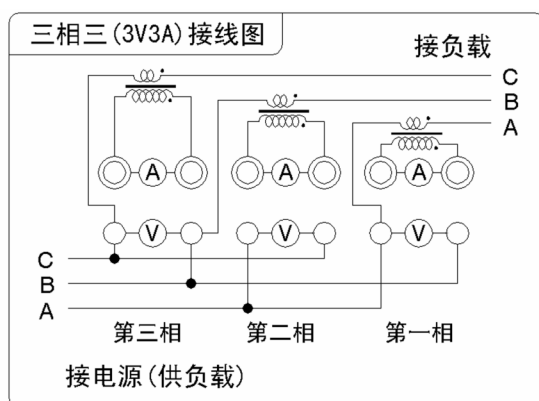 三相三(3V3A)接线图
接负载
C
B
A
A A A
V V V
C
B
A
第三相 第二相 第一相
接电源(供负载)